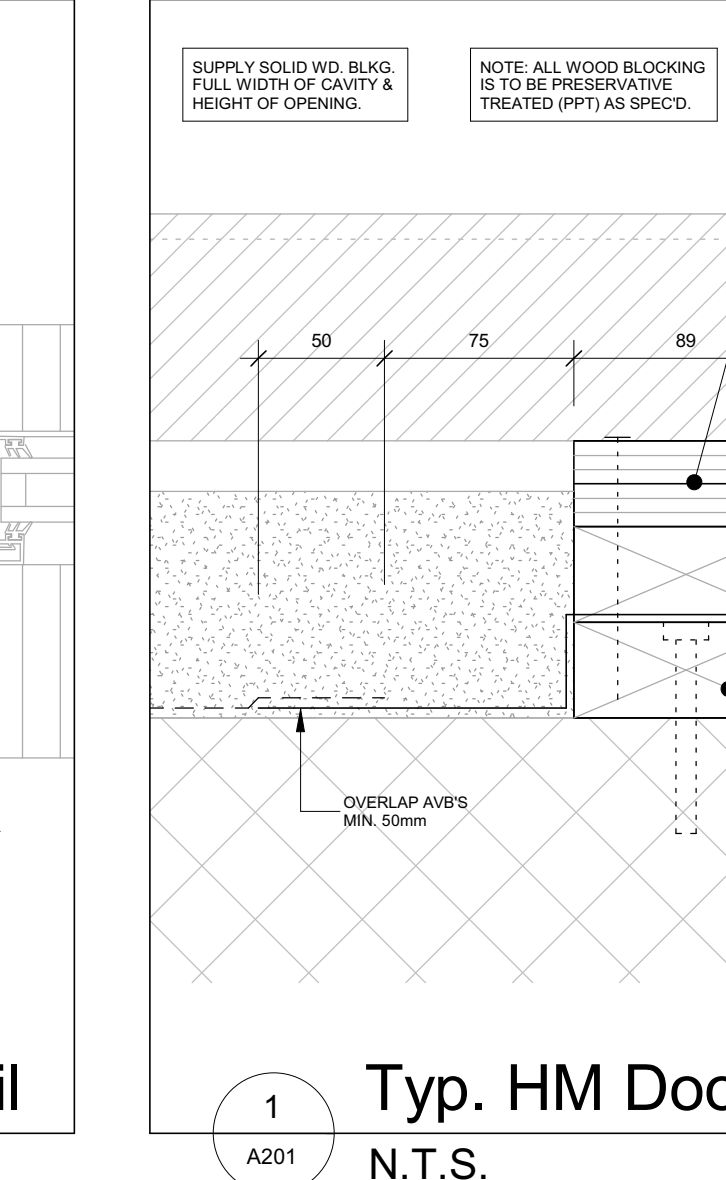 SUPPLY SOLID WD. BLKG.
FULL WIDTH OF CAVITY &
HEIGHT OF OPENING.
NOTE: ALL WOOD BLOCKING
IS TO BE PRESERVATIVE
TREATED (PPT) AS SPEC'D.
50
75
89
OVERLAP AVB'S
MIN. 50mm
il
1
A201
Typ. HM Doo
N.T.S.